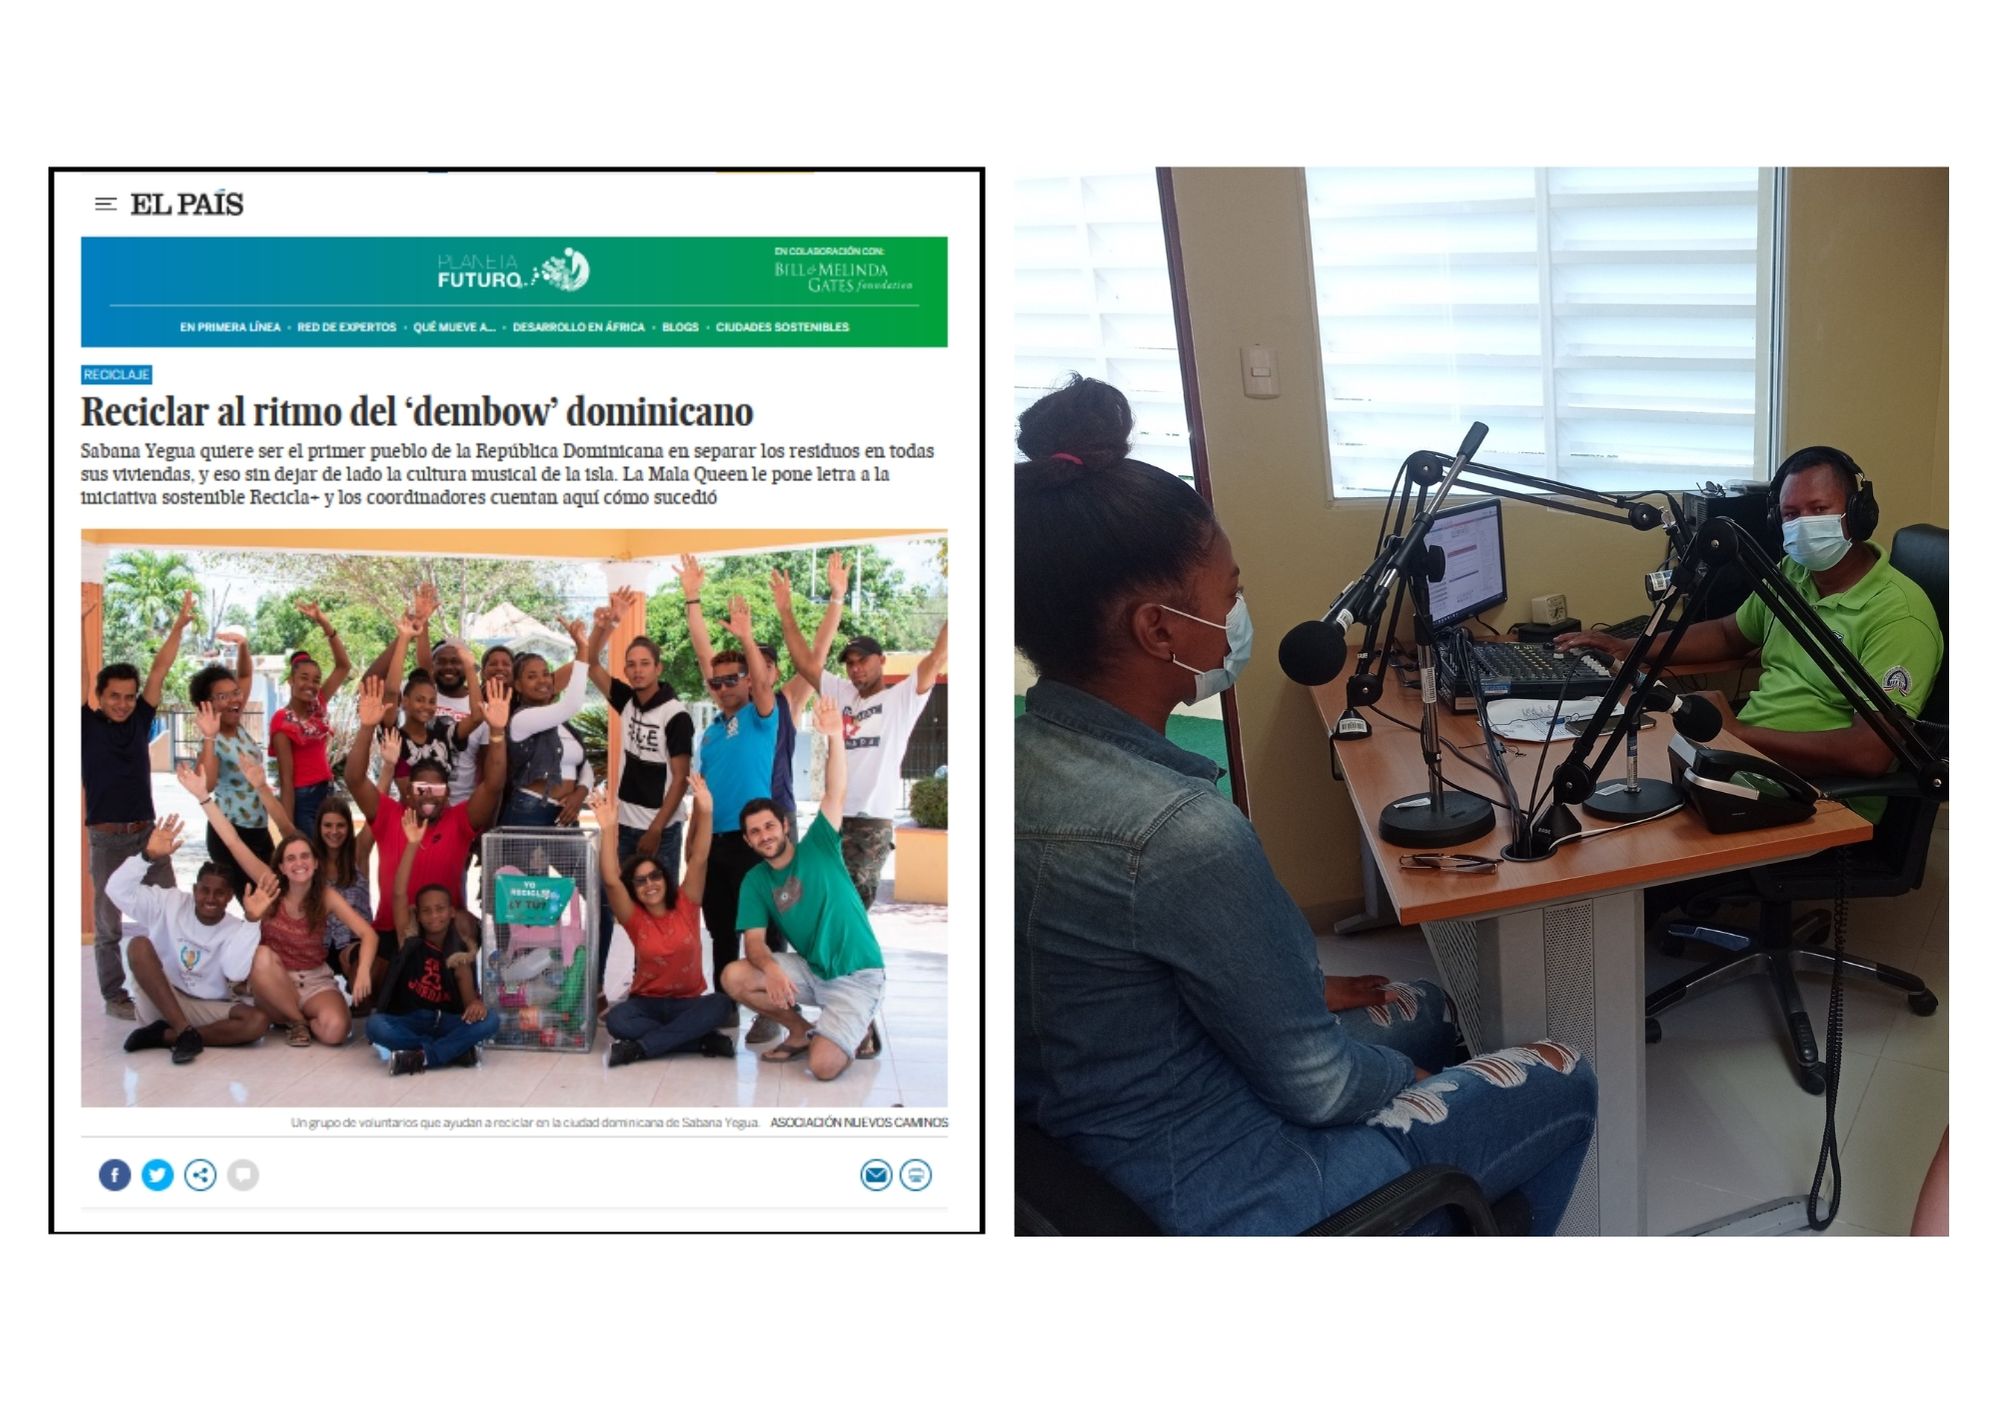 EL PAÍS
PLANETA
FUTURO
EN COLABORACIÓN CON:
BILL & MELINDA
GATES foundation
EN PRIMERA LÍNEA • RED DE EXPERTOS • QUÉ MUEVE A... • DESARROLLO EN ÁFRICA • BLOGS • CIUDADES SOSTENIBLES
RECICLAJE
Reciclar al ritmo del ‘dembow’ dominicano
Sabana Yegua quiere ser el primer pueblo de la República Dominicana en separar los residuos en todas
sus viviendas, y eso sin dejar de lado la cultura musical de la isla. La Mala Queen le pone letra a la
iniciativa sostenible Recicla+ y los coordinadores cuentan aquí cómo sucedió
YO
RECICLO
¿Y TU?
JORDAN
Un grupo de voluntarios que ayudan a reciclar en la ciudad dominicana de Sabana Yegua. ASOCIACIÓN NUEVOS CAMINOS